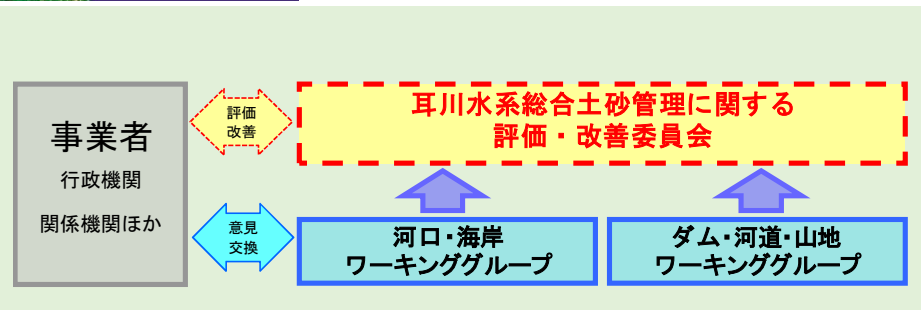 事業者
行政機関
関係機関ほか
評価
改善
耳川水系総合土砂管理に関する
評価・改善委員会
意見
交換
河口・海岸
ワーキンググループ
ダム・河道・山地
ワーキンググループ